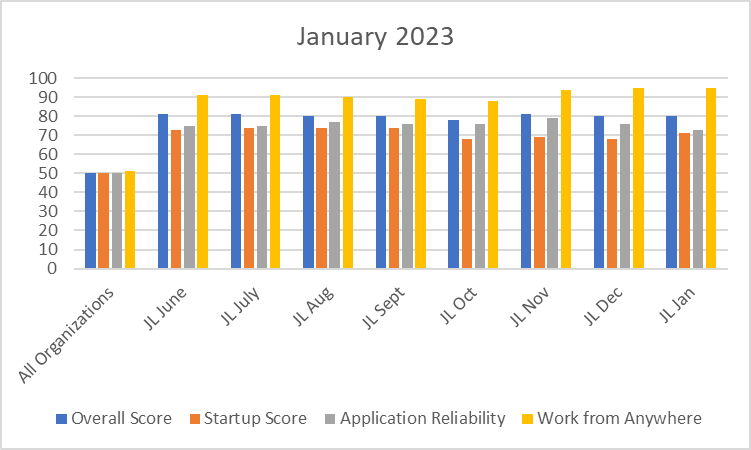 January 2023
100
90
80
70
60
50
40
30
20
10
0
All Organizations
JL June
JL July
JL Aug
JL Sept
JL Oct
JL Nov
JL Dec
JL Jan
Overall Score Startup Score Application Reliability Work from Anywhere